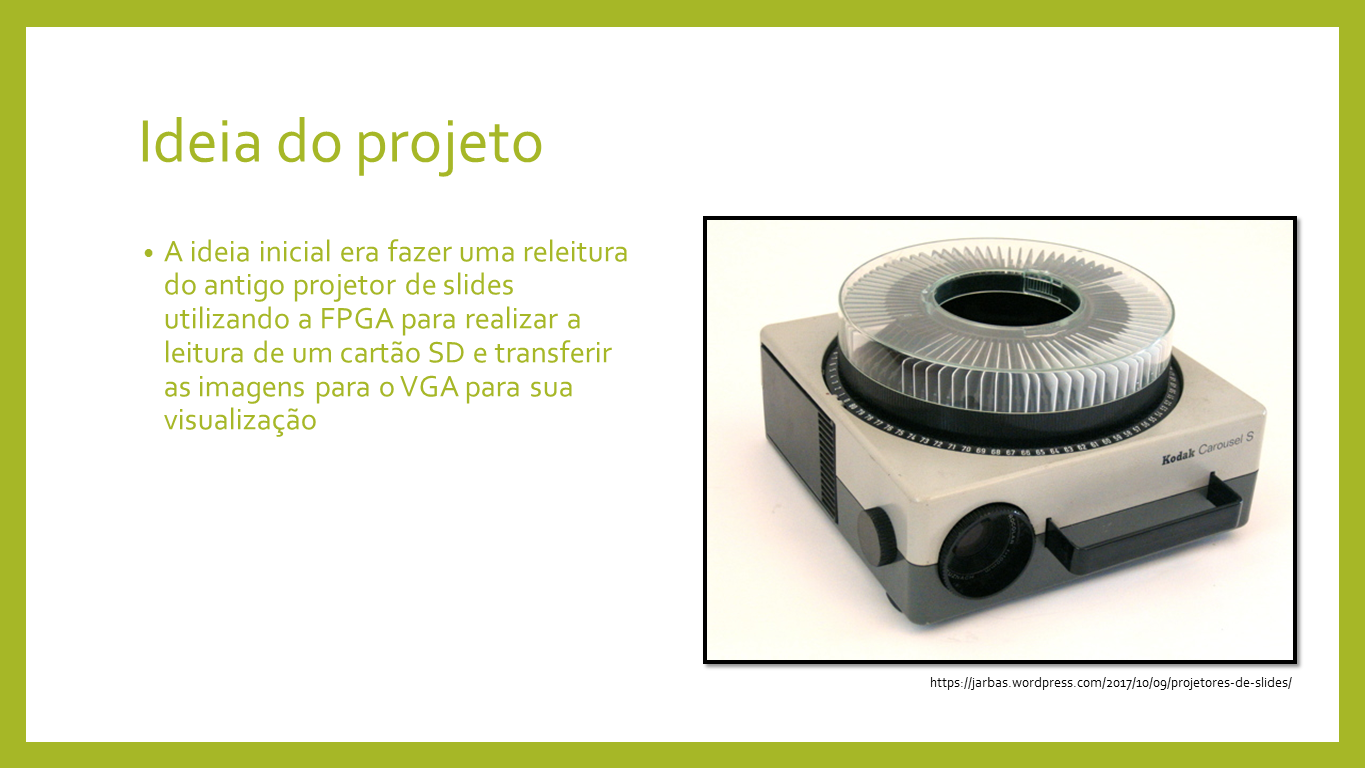 Ideia do projeto
• A ideia inicial era fazer uma releitura
do antigo projetor de slides
utilizando a FPGA para realizar a
leitura de um cartão SD e transferir
as imagens para o VGA para sua
visualização
Kodak Carousel S
https://jarbas.wordpress.com/2017/10/09/projetores-de-slides/